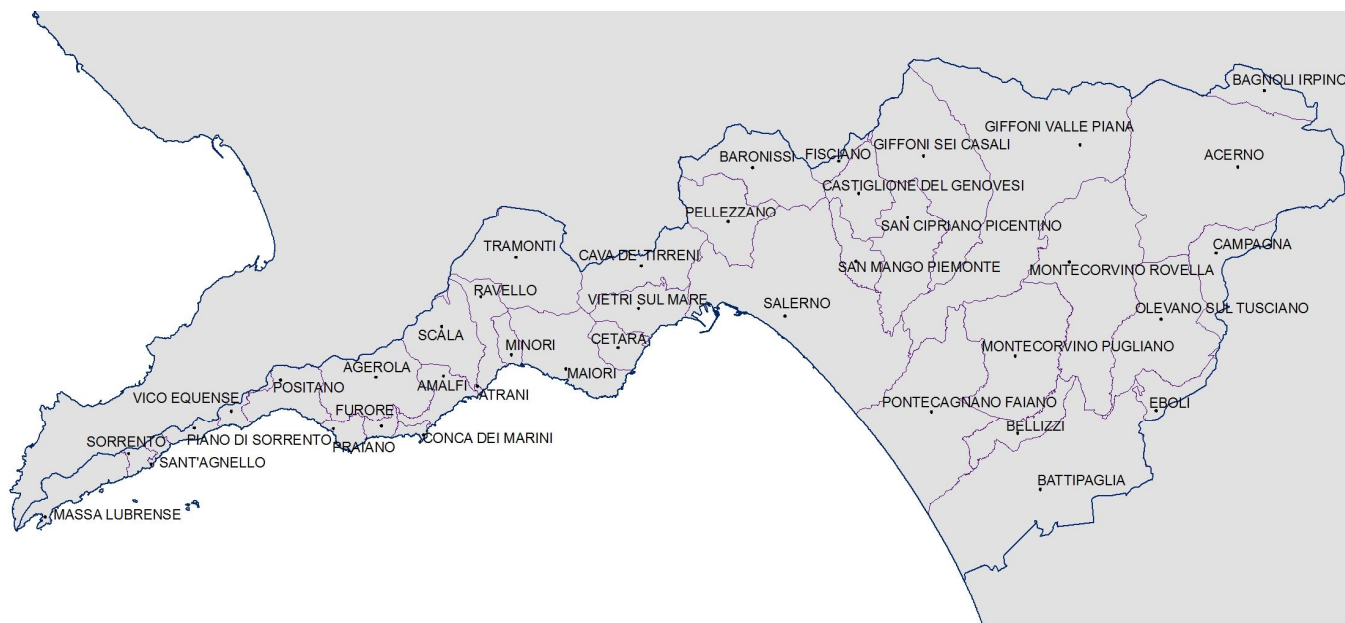 BAGNOLI IRPINO
GIFFONI VALLE PIANA
GIFFONI SEI CASALI
FISCIANO
BARONISSI
ACERNO
CASTIGLIONE DEL GENOVESI
PELLEZZANO
SAN CIPRIANO PICENTINO
TRAMONTI
CAVA DE' TIRRENI
CAMPAGNA
SAN MANGO PIEMONTE
MONTECORVINO ROVELLA
RAVELLO
VIETRI SUL MARE
SALERNO
OLEVANO SUL TUSCIANO
SCALA
CETARA
MINORI
MONTECORVINO PUGLIANO
AGEROLA
MAIORI
POSITANO
AMALFI
ATRANI
VICO EQUENSE
EBOLI
FURORE
PONTECAGNANO FAIANO
BELLIZZI
SORRENTO
PIANO DI SORRENTO
PRAIANO
CONCA DEI MARINI
SANT'AGNELLO
BATTIPAGLIA
MASSA LUBRENSE